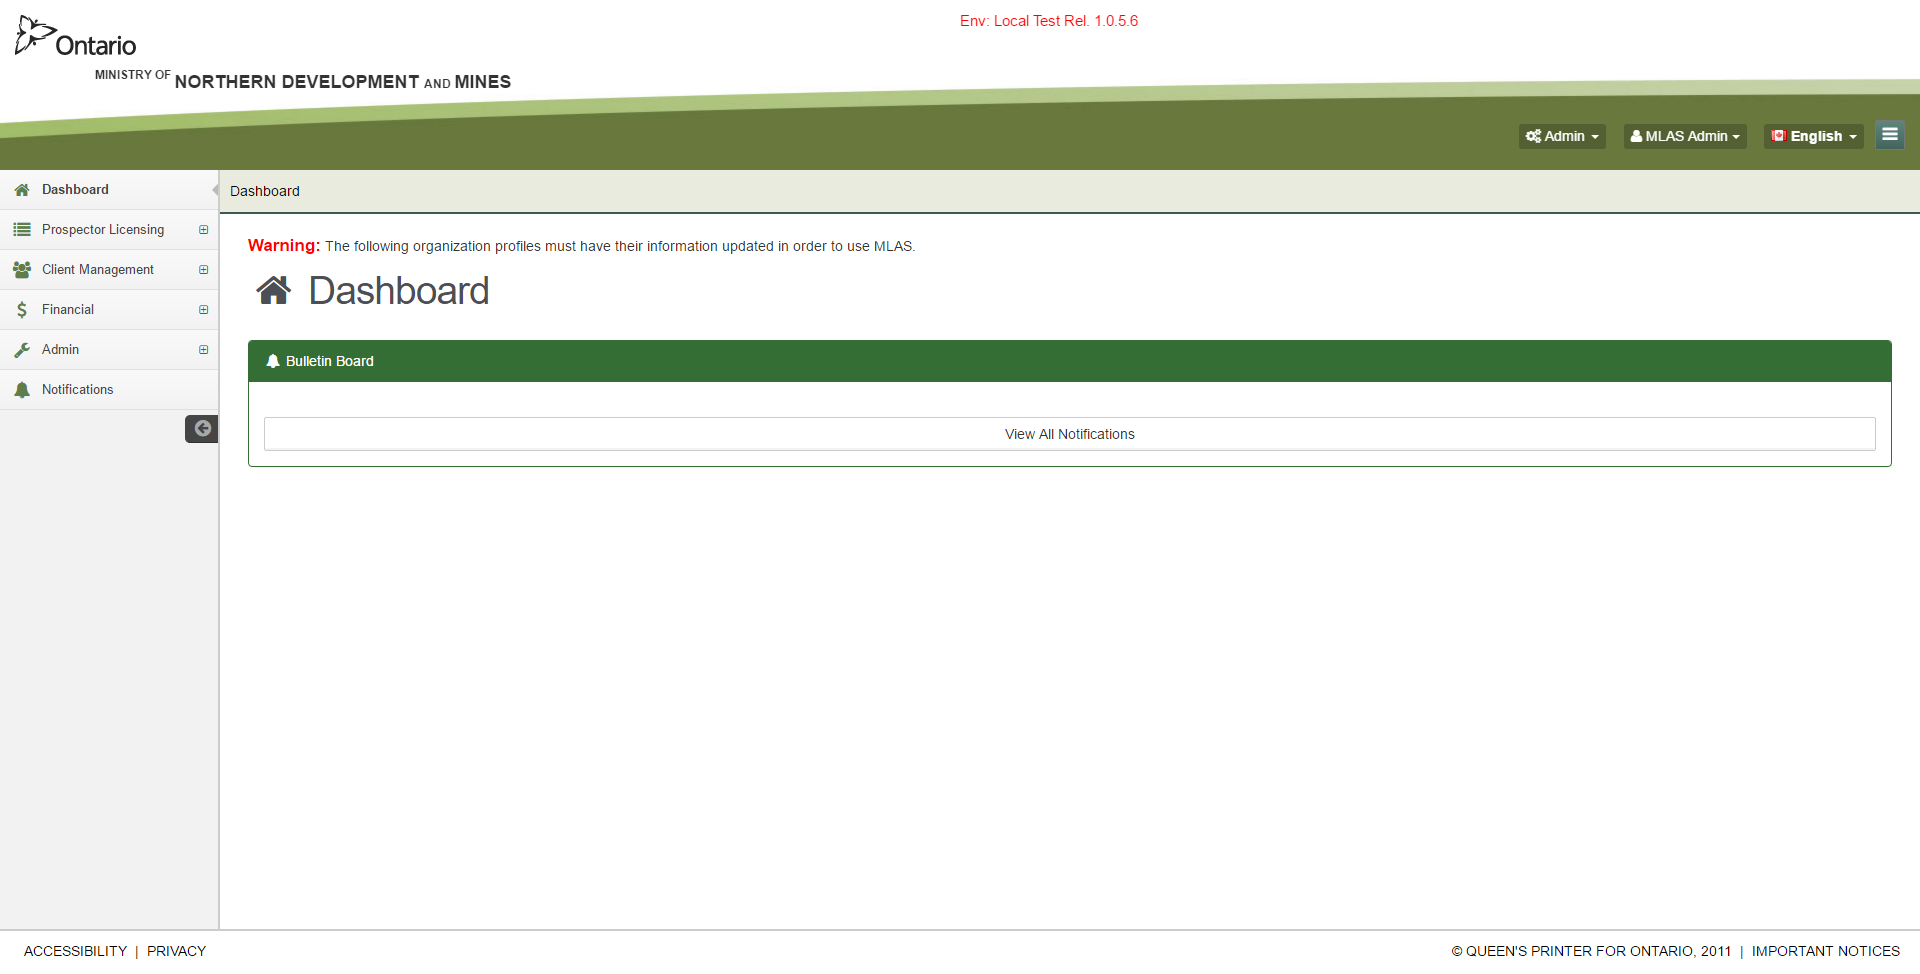 Ontario
Env: Local Test Rel. 1.0.5.6
MINISTRY OF NORTHERN DEVELOPMENT AND MINES
Admin
MLAS Admin
English
Dashboard
Prospector Licensing
Client Management
Financial
Admin
Notifications
Dashboard
Warning: The following organization profiles must have their information updated in order to use MLAS.
Dashboard
Bulletin Board
View All Notifications
ACCESSIBILITY | PRIVACY
© QUEEN'S PRINTER FOR ONTARIO, 2011 | IMPORTANT NOTICES